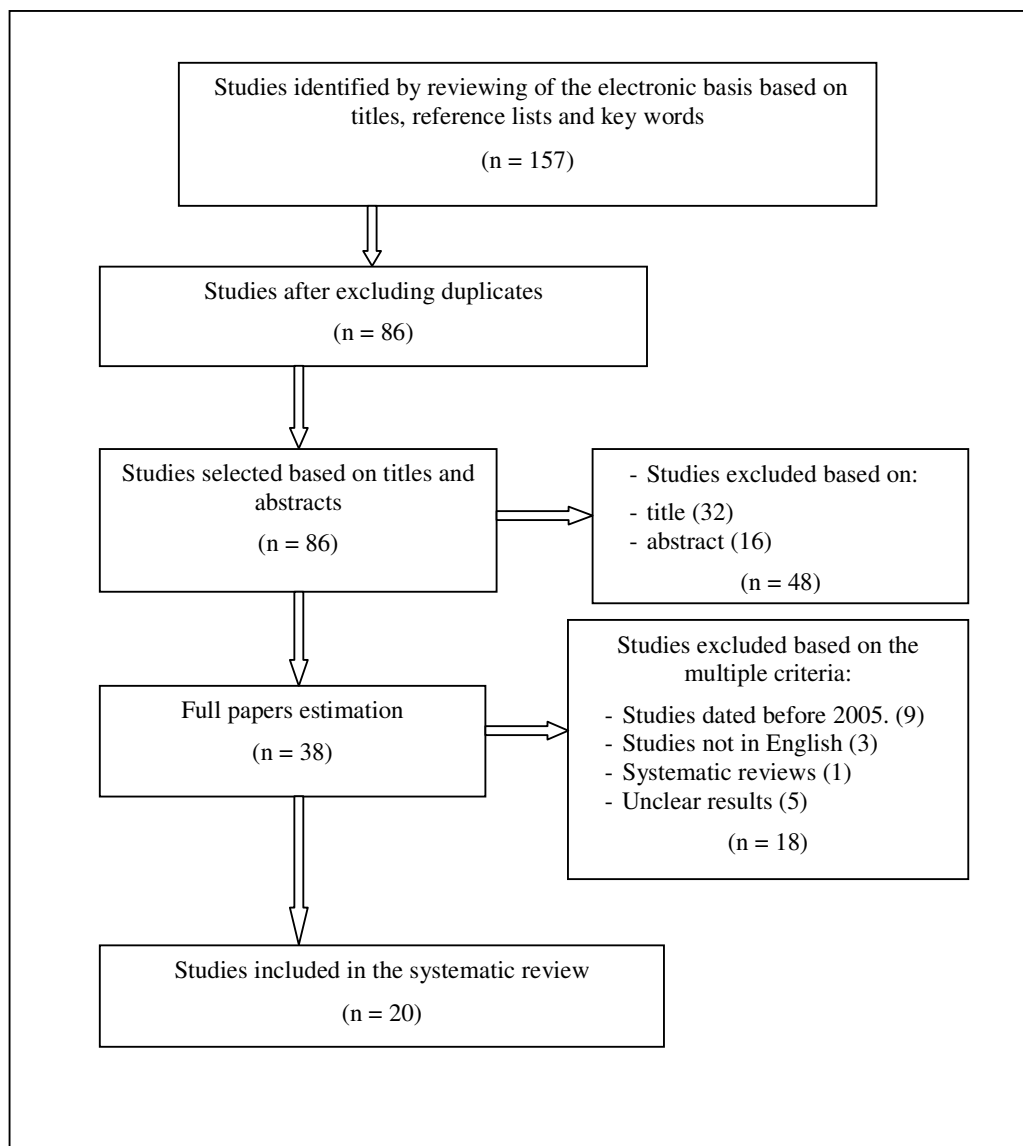 Studies identified by reviewing of the electronic basis based on
titles, reference lists and key words
(n = 157)
Studies after excluding duplicates
(n = 86)
Studies selected based on titles and
abstracts
(n = 86)
- Studies excluded based on:
- title (32)
- abstract (16)
(n = 48)
Full papers estimation
(n = 38)
Studies excluded based on the
multiple criteria:
- Studies dated before 2005. (9)
- Studies not in English (3)
- Systematic reviews (1)
- Unclear results (5)
(n = 18)
Studies included in the systematic review
(n = 20)